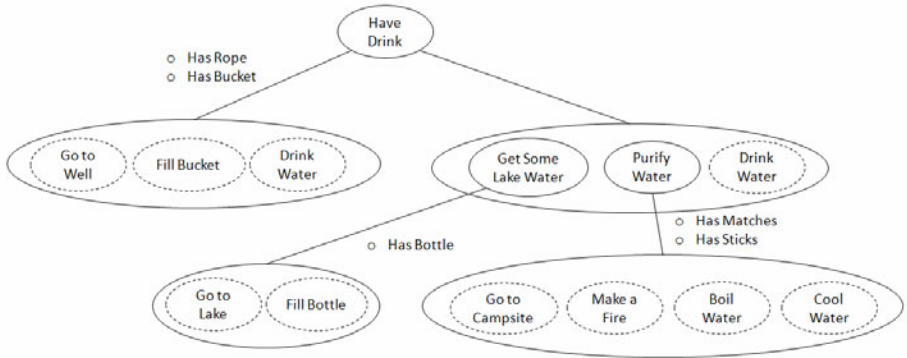 Have
Drink
o Has Rope
o Has Bucket
Go to
Well
Fill Bucket
Drink
Water
Get Some
Lake Water
Purify
Water
Drink
Water
o Has Bottle
o Has Matches
o Has Sticks
Go to
Lake
Fill Bottle
Go to
Campsite
Make a
Fire
Boil
Water
Cool
Water